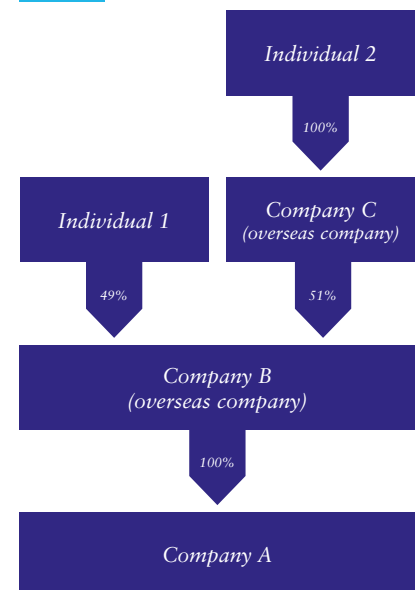 Individual 2
100%
Individual 1
Company C
(overseas company)
49%
51%
Company B
(overseas company)
100%
Company A